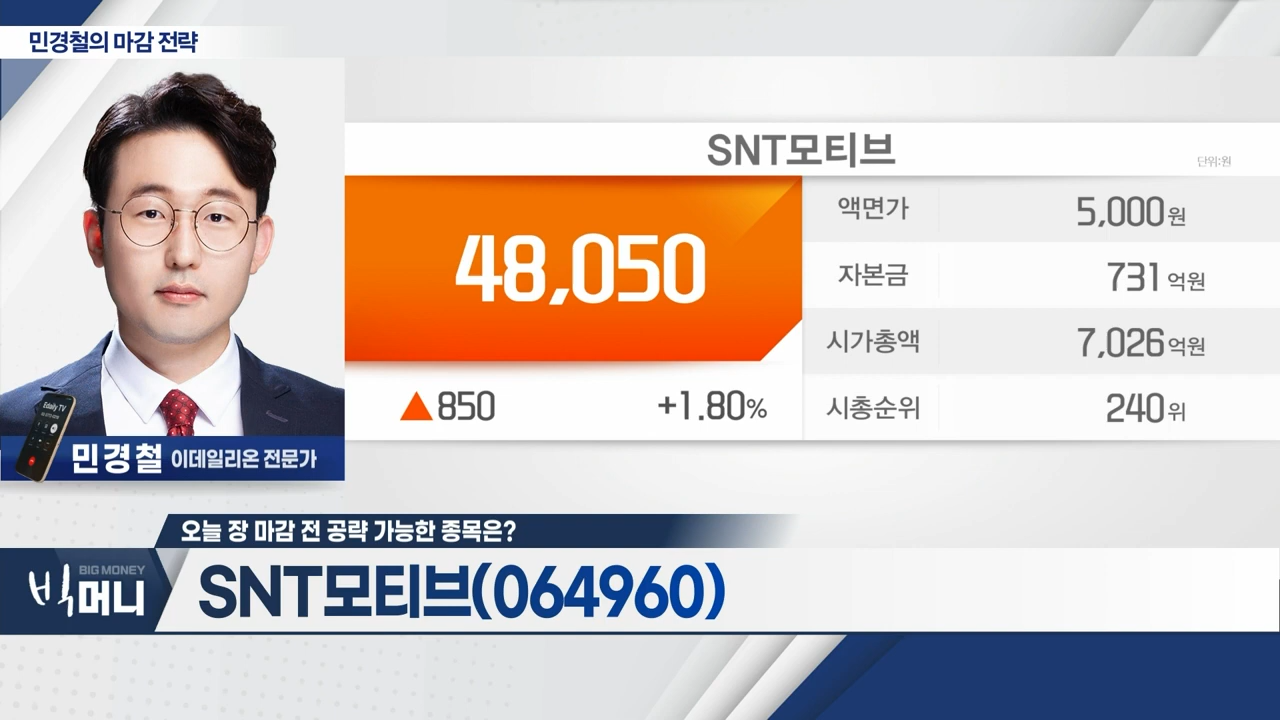 민경철의 마감 전략
SNT모티브
단위:원
48,050
▲850 +1.80%
액면가 5,000원
자본금 731억원
시가총액 7,026억원
시총순위 240위
Edaily TV
민경철 이데일리온 전문가
오늘 장 마감 전 공략 가능한 종목은?
BIG MONEY
빅머니
SNT모티브(064960)